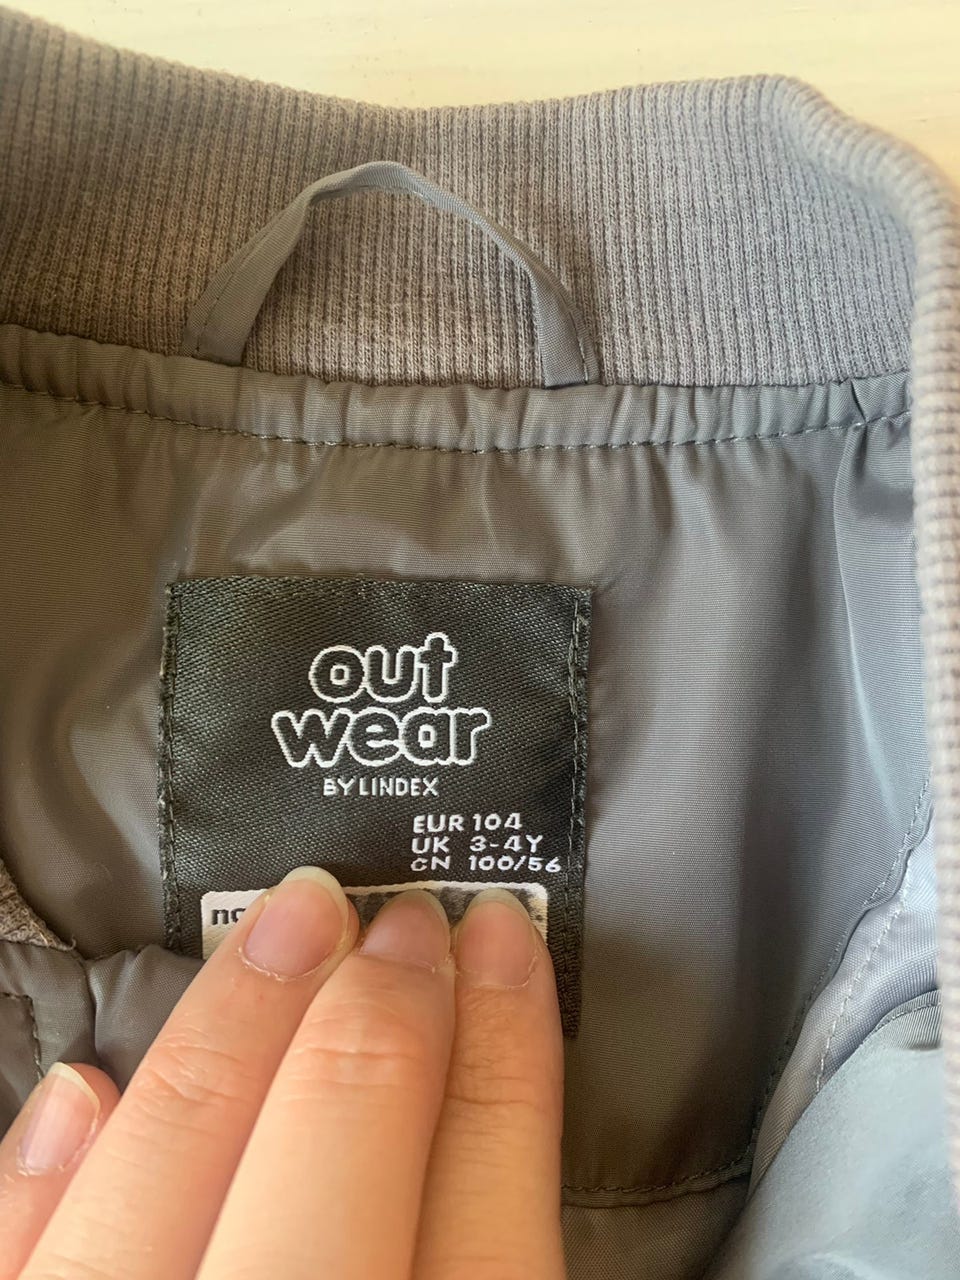 out
wear
BY LINDEX
EUR 104
UK 3-4Y
CN 100/56